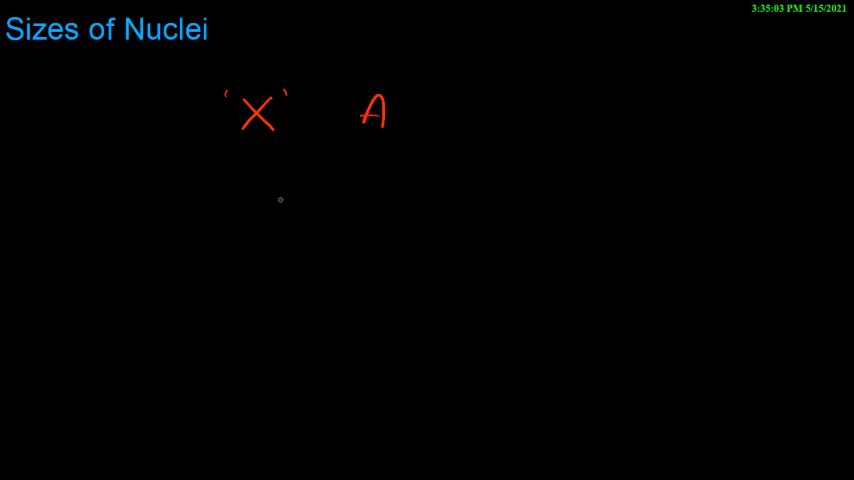 3:35:03 PM 5/15/2021
Sizes of Nuclei
‘ X ’ A